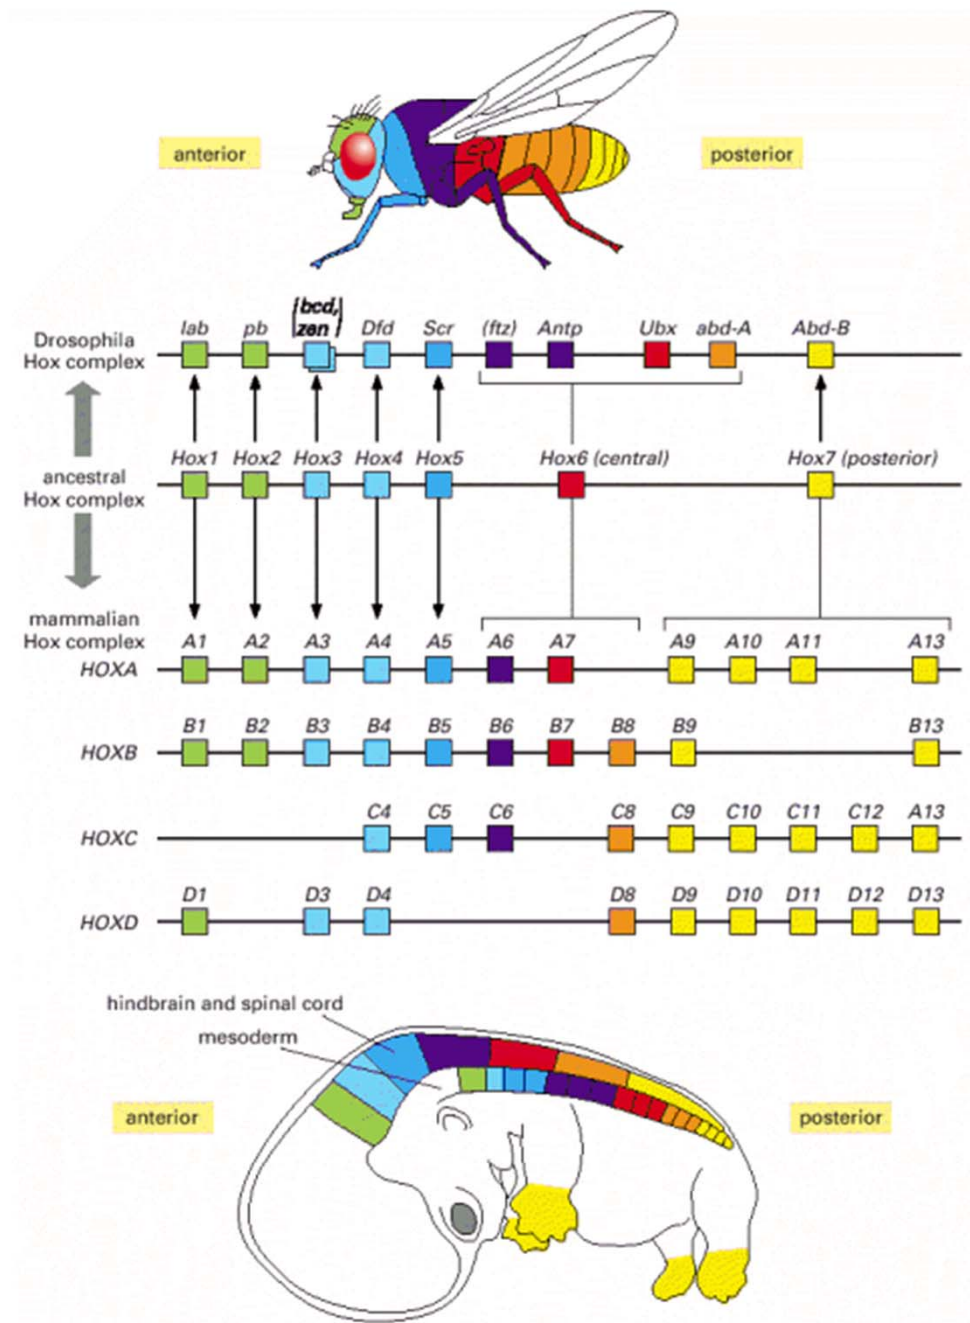 anterior
posterior
lab pb (bcd, zen) Dfd Scr (ftz) Antp Ubx abd-A Abd-B
Drosophila
Hox complex
Hox1 Hox2 Hox3 Hox4 Hox5 Hox6 (central) Hox7 (posterior)
ancestral
Hox complex
mammalian
Hox complex
A1 A2 A3 A4 A5 A6 A7 A9 A10 A11 A13
HOXA
B1 B2 B3 B4 B5 B6 B7 B8 B9 B13
HOXB
C4 C5 C6 C8 C9 C10 C11 C12 A13
HOXC
D1 D3 D4 D8 D9 D10 D11 D12 D13
HOXD
hindbrain and spinal cord
mesoderm
anterior
posterior